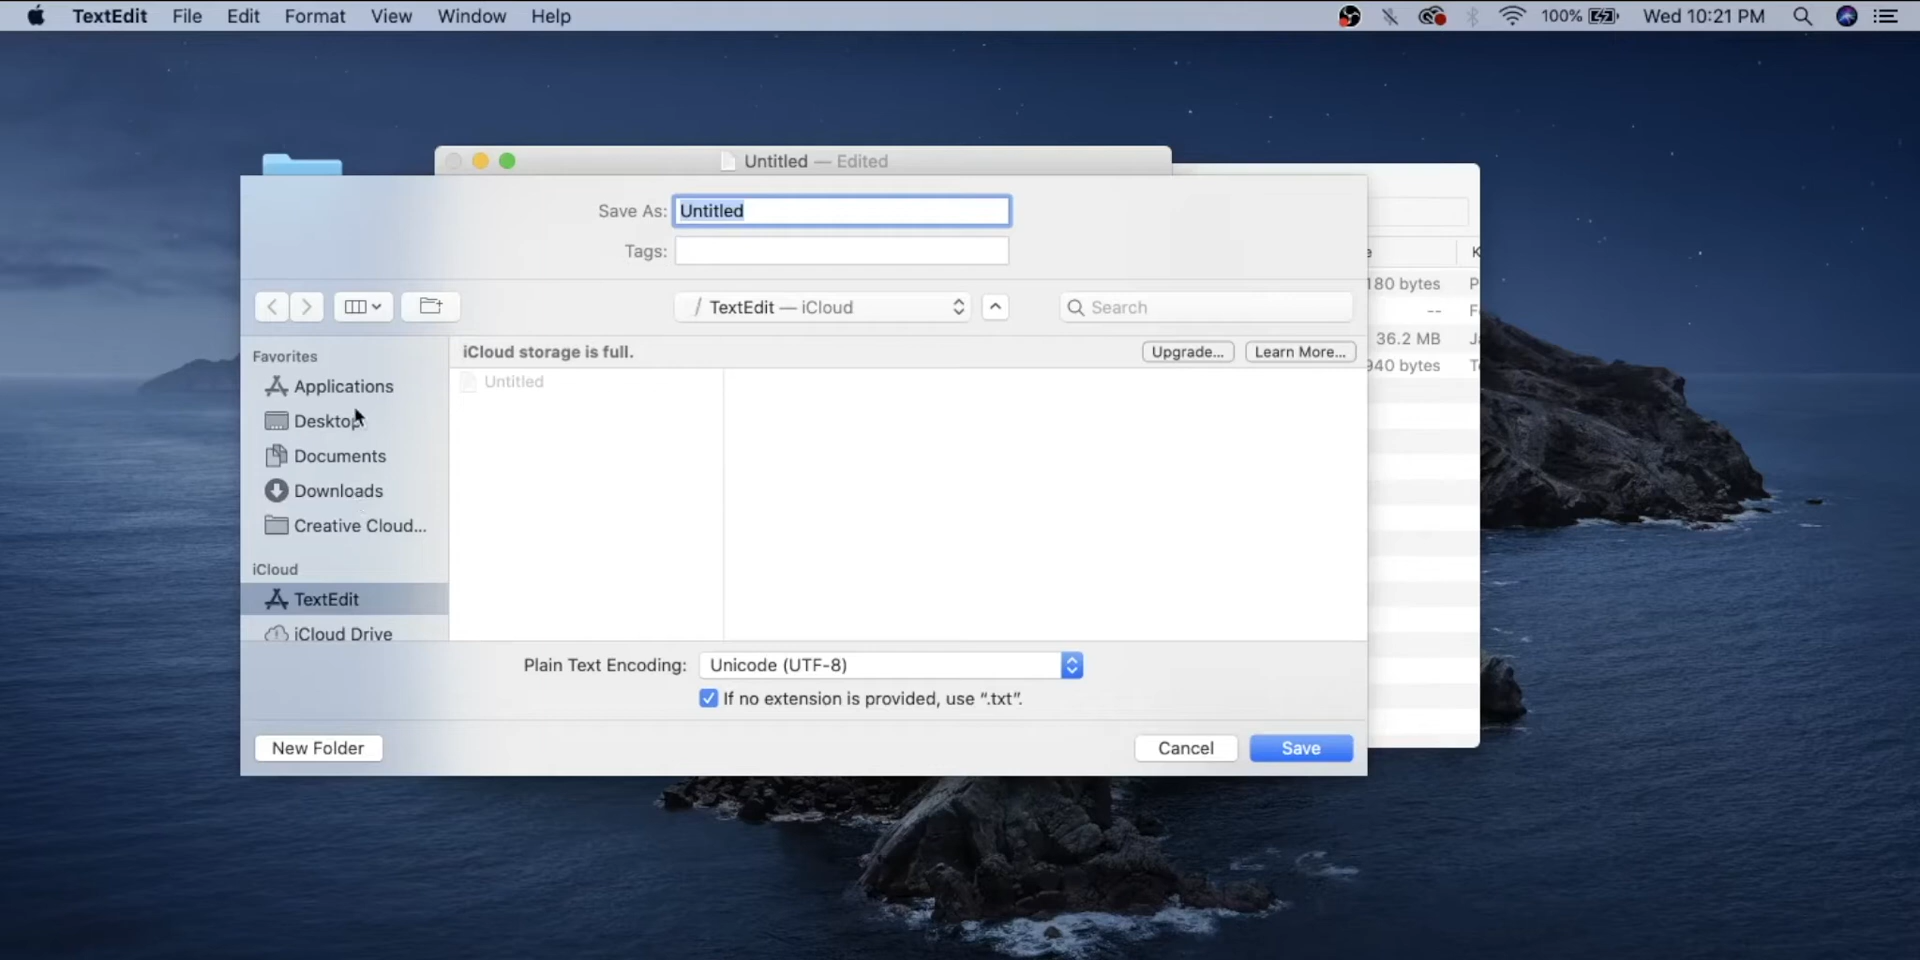 TextEdit File Edit Format View Window Help 100% Wed 10:21 PM
Untitled — Edited
Save As: Untitled
Tags:
TextEdit — iCloud
Search
Favorites
Applications
Desktop
Documents
Downloads
Creative Cloud...
iCloud
TextEdit
iCloud Drive
iCloud storage is full. Upgrade... Learn More...
Untitled
180 bytes
--
36.2 MB
940 bytes
Plain Text Encoding: Unicode (UTF-8)
If no extension is provided, use “.txt”.
New Folder Cancel Save